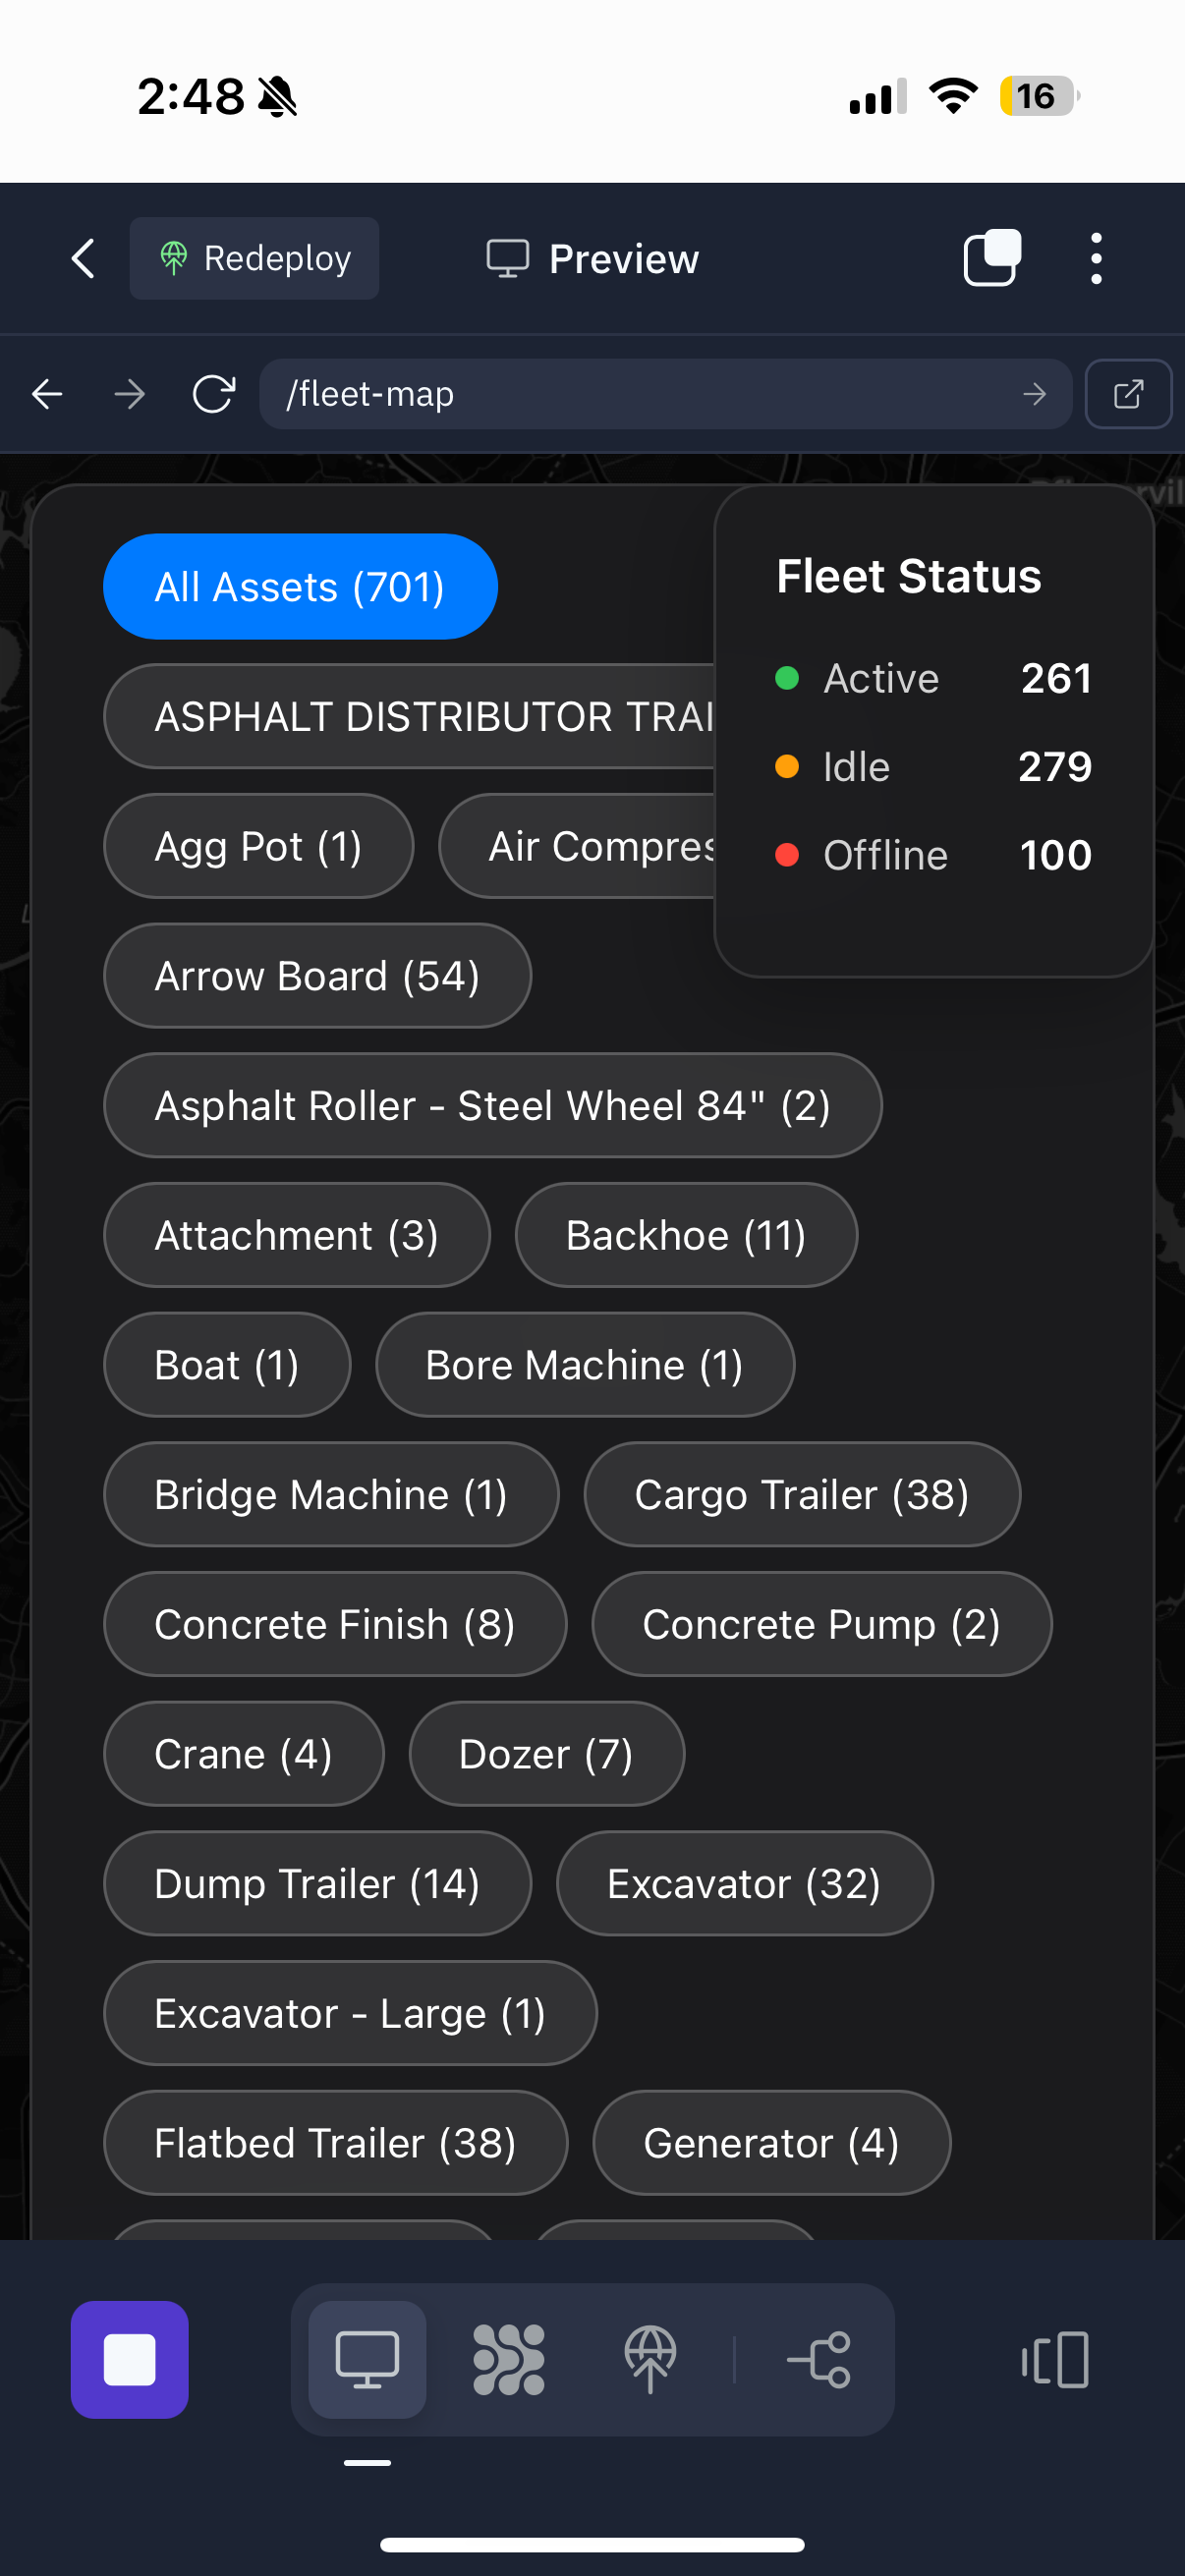 2:48
16
Redeploy
Preview
/fleet-map
All Assets (701)
Fleet Status
Active 261
Idle 279
Offline 100
ASPHALT DISTRIBUTOR
Agg Pot (1)
Air
Arrow Board (54)
Asphalt Roller - Steel Wheel 84" (2)
Attachment (3)
Backhoe (11)
Boat (1)
Bore Machine (1)
Bridge Machine (1)
Cargo Trailer (38)
Concrete Finish (8)
Concrete Pump (2)
Crane (4)
Dozer (7)
Dump Trailer (14)
Excavator (32)
Excavator - Large (1)
Flatbed Trailer (38)
Generator (4)